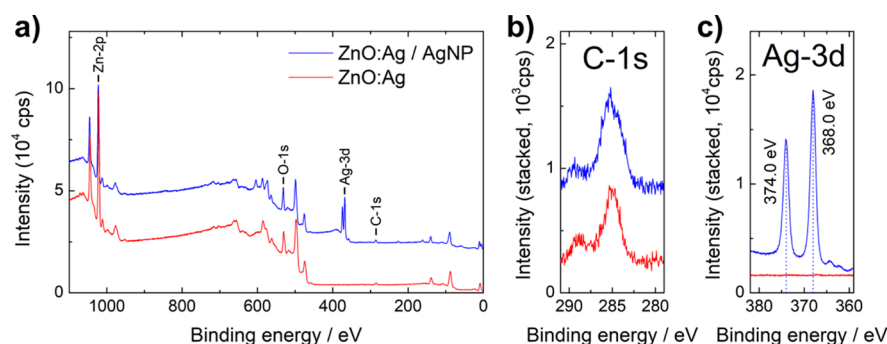 a)
Zn-2p
ZnO:Ag / AgNP
ZnO:Ag
O-1s
Ag-3d
C-1s
Intensity (10⁴ cps)
10
5
0
1000
800
600
400
200
0
Binding energy / eV
b)
C-1s
Intensity (stacked, 10³cps)
2
1
0
290
285
280
Binding energy / eV
c)
Ag-3d
374.0 eV
368.0 eV
Intensity (stacked, 10⁴cps)
2
1
0
380
370
360
Binding energy / eV